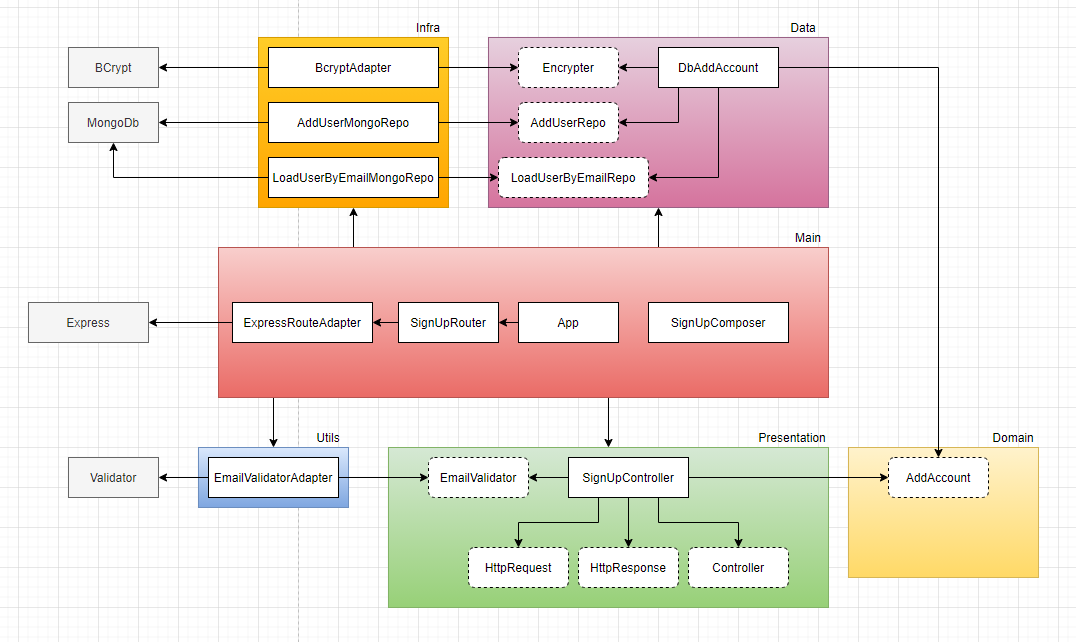 Infra
Data
BCrypt
BcryptAdapter
Encrypter
DbAddAccount
MongoDb
AddUserMongoRepo
AddUserRepo
LoadUserByEmailMongoRepo
LoadUserByEmailRepo
Main
Express
ExpressRouteAdapter
SignUpRouter
App
SignUpComposer
Utils
Presentation
Domain
Validator
EmailValidatorAdapter
EmailValidator
SignUpController
AddAccount
HttpRequest
HttpResponse
Controller